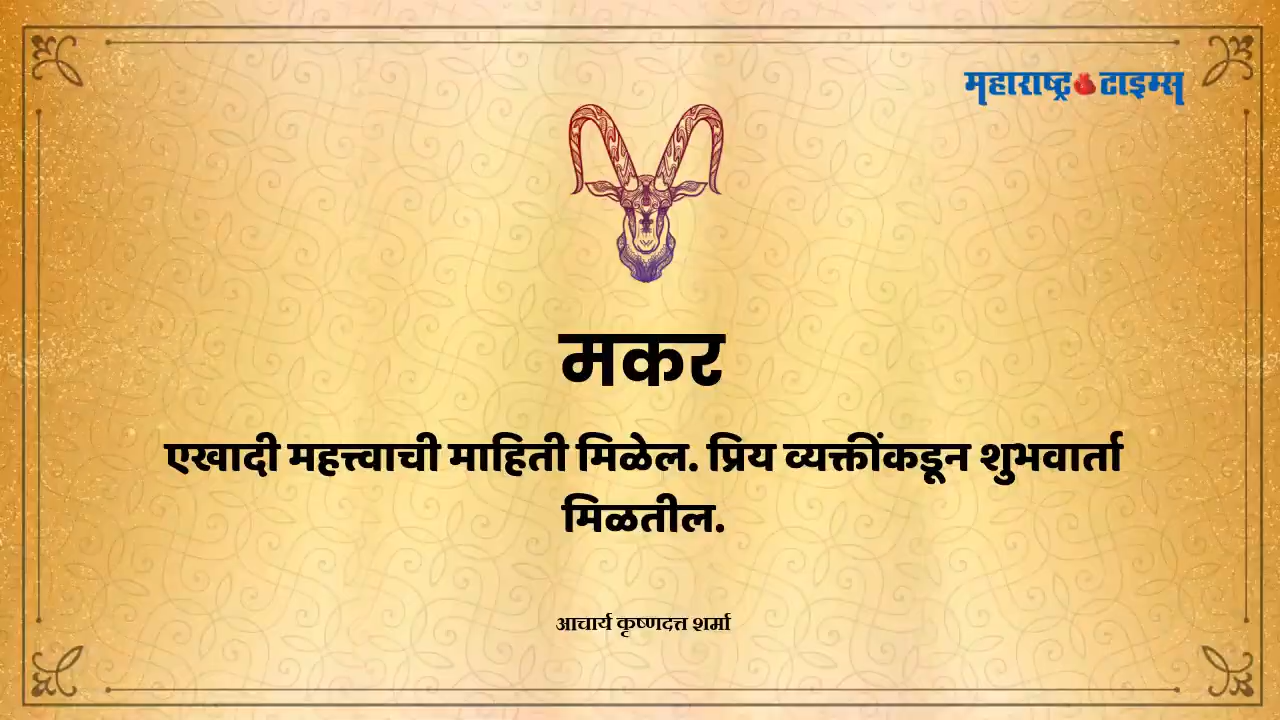 महाराष्ट्र टाइम्स
मकर
एखादी महत्त्वाची माहिती मिळेल. प्रिय व्यक्तींकडून शुभवार्ता
मिळतील.
आचार्य कृष्णदत्त शर्मा